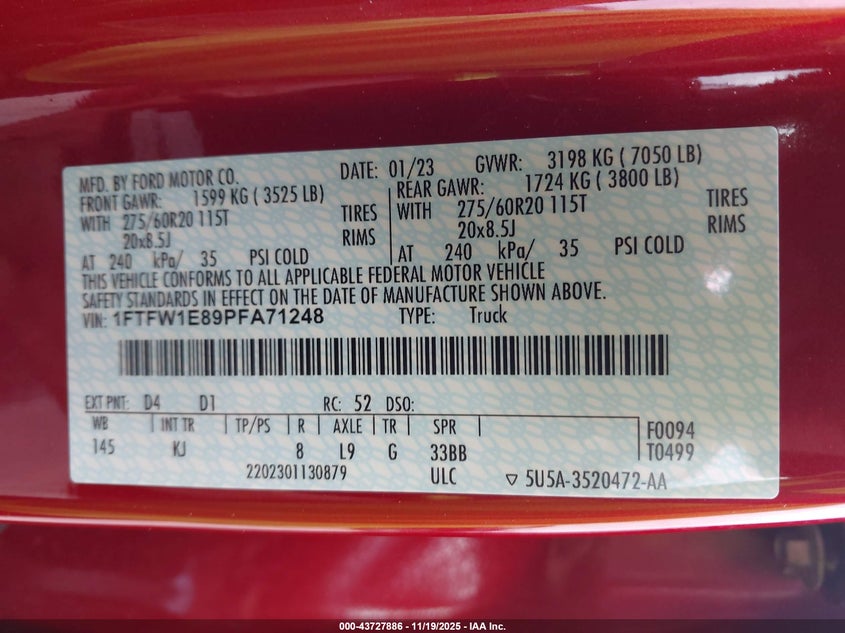 MFD. BY FORD MOTOR CO.
DATE: 01/23 GVWR: 3198 KG ( 7050 LB)
FRONT GAWR: 1599 KG ( 3525 LB)
REAR GAWR: 1724 KG ( 3800 LB)
WITH 275/60R20 115T TIRES
WITH 275/60R20 115T TIRES
20x8.5J RIMS
20x8.5J RIMS
AT 240 kPa/ 35 PSI COLD
AT 240 kPa/ 35 PSI COLD
THIS VEHICLE CONFORMS TO ALL APPLICABLE FEDERAL MOTOR VEHICLE
SAFETY STANDARDS IN EFFECT ON THE DATE OF MANUFACTURE SHOWN ABOVE.
VIN: 1FTFW1E89PFA71248 TYPE: Truck
EXT PNT: D4 D1 RC: 52 DSO:
WB INT TR TP/PS R AXLE TR SPR F0094
145 KJ 8 L9 G 33BB T0499
2202301130879 ULC ▽ 5U5A-3520472-AA
000-43727886 | 11/19/2025 | IAA Inc.